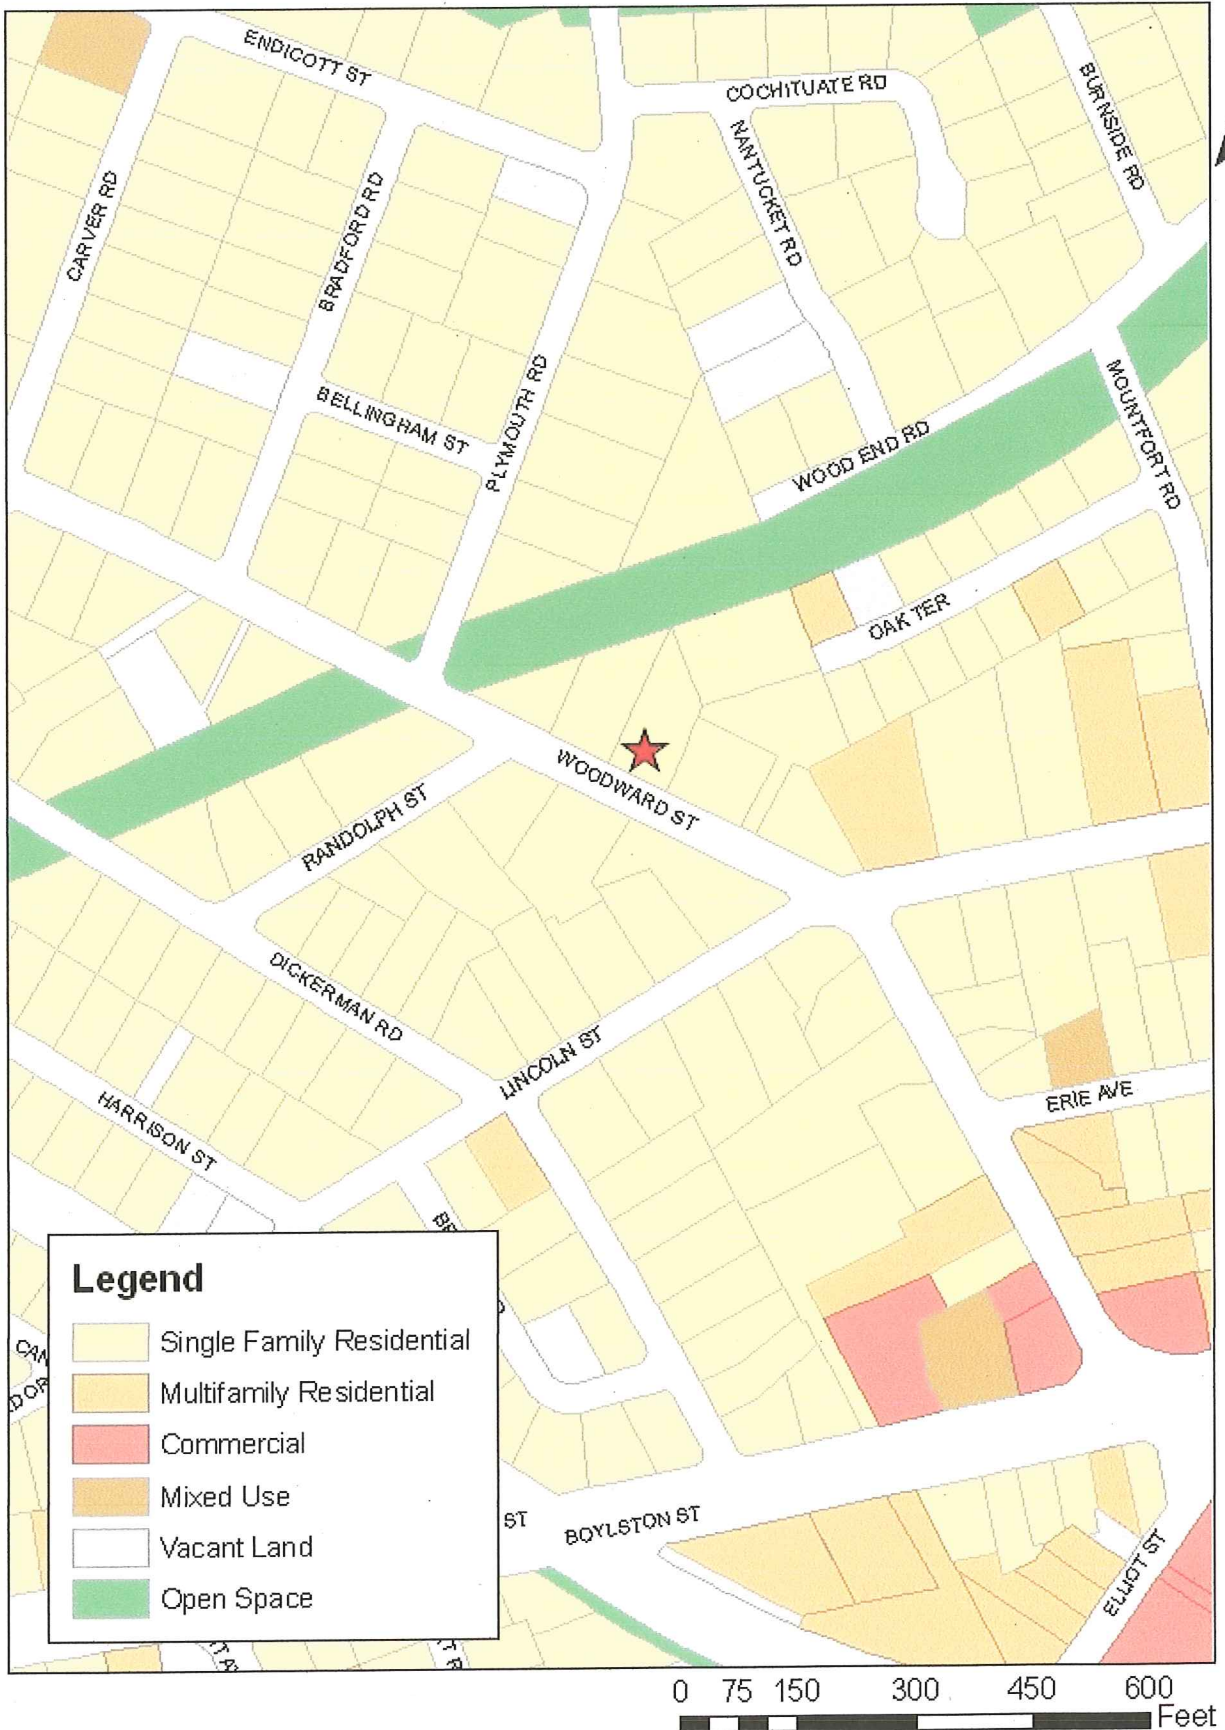 ENDICOTT ST
COCHITUATE RD
BURNSIDE RD
NANTUCKET RD
CARVER RD
BRADFORD RD
BELLINGHAM ST
PLYMOUTH RD
MOUNTFORT RD
WOOD END RD
OAK TER
WOODWARD ST
RANDOLPH ST
DICKERMAN RD
LINCOLN ST
HARRISON ST
ERIE AVE
Legend
Single Family Residential
Multifamily Residential
Commercial
Mixed Use
Vacant Land
Open Space
ST
BOYLSTON ST
ELLIOT ST
0 75 150 300 450 600
Feet